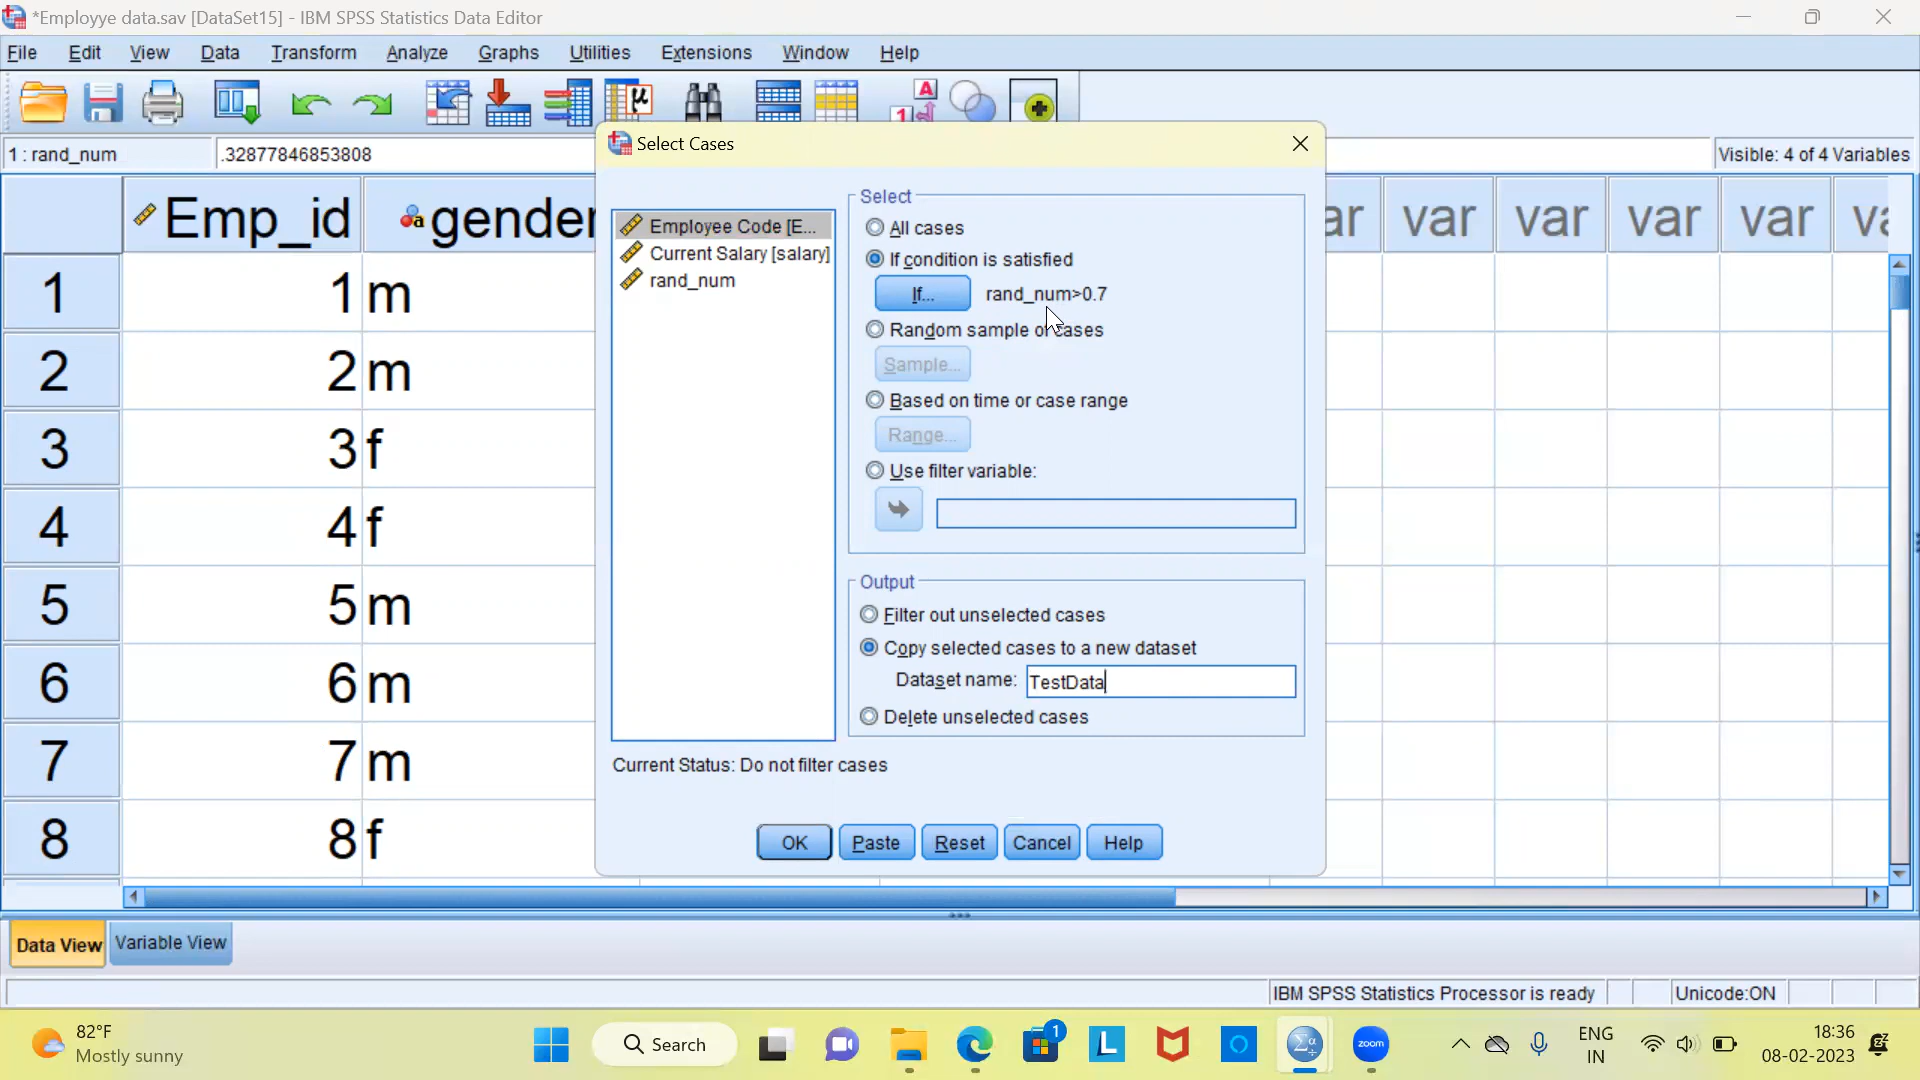 *Employye data.sav [DataSet15] - IBM SPSS Statistics Data Editor
File Edit View Data Transform Analyze Graphs Utilities Extensions Window Help
1 : rand_num .32877846853808 Visible: 4 of 4 Variables
Select Cases
Emp_id gender var var var var
1 1 m
2 2 m
3 3 f
4 4 f
5 5 m
6 6 m
7 7 m
8 8 f
Employee Code [E...
Current Salary [salary]
rand_num
Select
All cases
If condition is satisfied
If... rand_num>0.7
Random sample of cases
Sample...
Based on time or case range
Range...
Use filter variable:
Output
Filter out unselected cases
Copy selected cases to a new dataset
Dataset name: TestData
Delete unselected cases
Current Status: Do not filter cases
OK Paste Reset Cancel Help
Data View Variable View
IBM SPSS Statistics Processor is ready Unicode:ON
82°F
Mostly sunny
Search
1
L
zoom
ENG
IN
18:36
08-02-2023